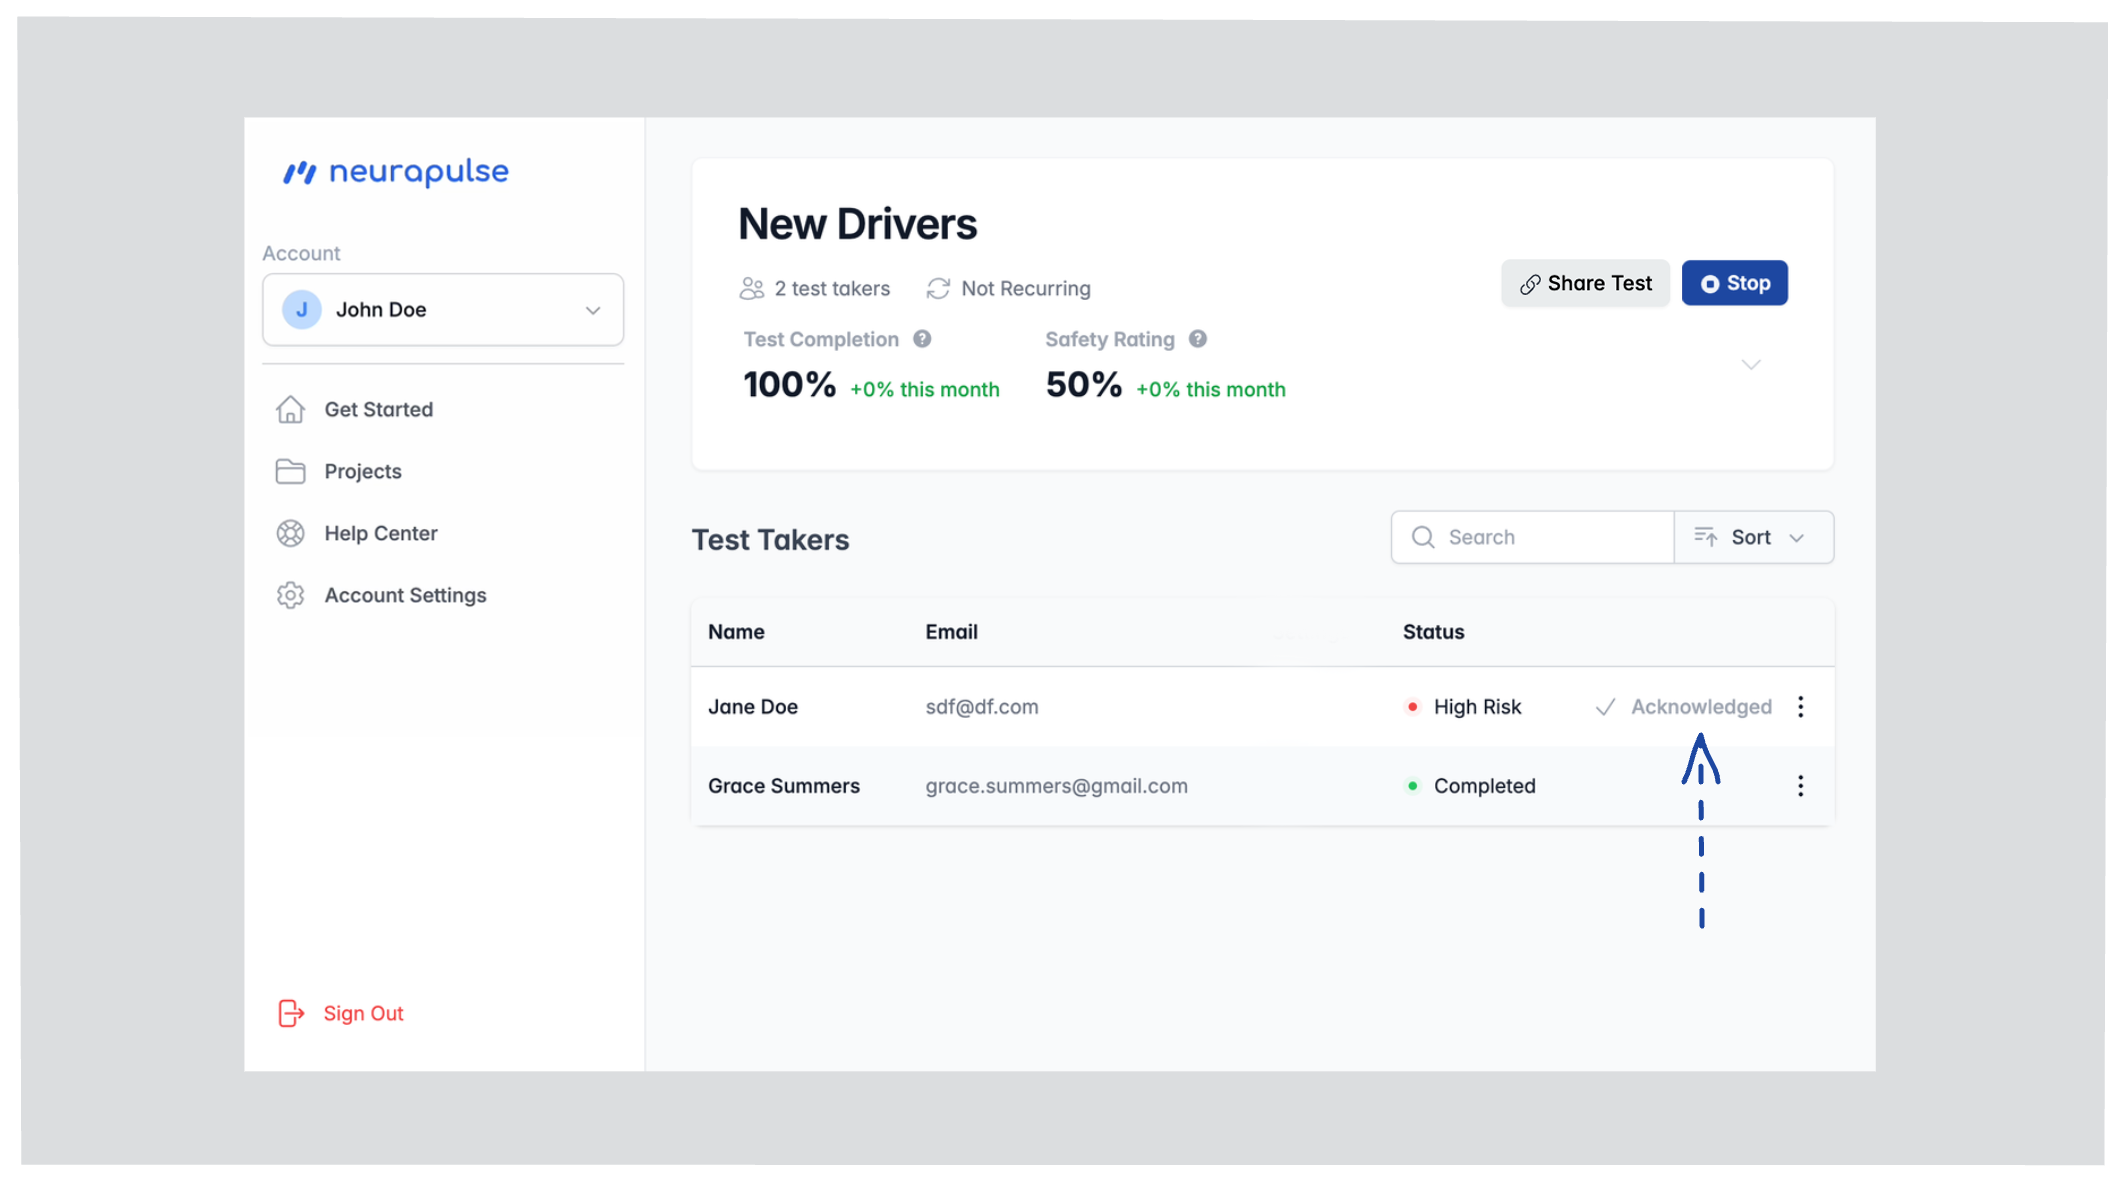 neurapulse
Account
J John Doe
Get Started
Projects
Help Center
Account Settings
Sign Out
New Drivers
2 test takers Not Recurring
Share Test Stop
Test Completion ? Safety Rating ?
100% +0% this month 50% +0% this month
Test Takers
Search Sort
Name Email Status
Jane Doe sdf@df.com High Risk Acknowledged
Grace Summers grace.summers@gmail.com Completed